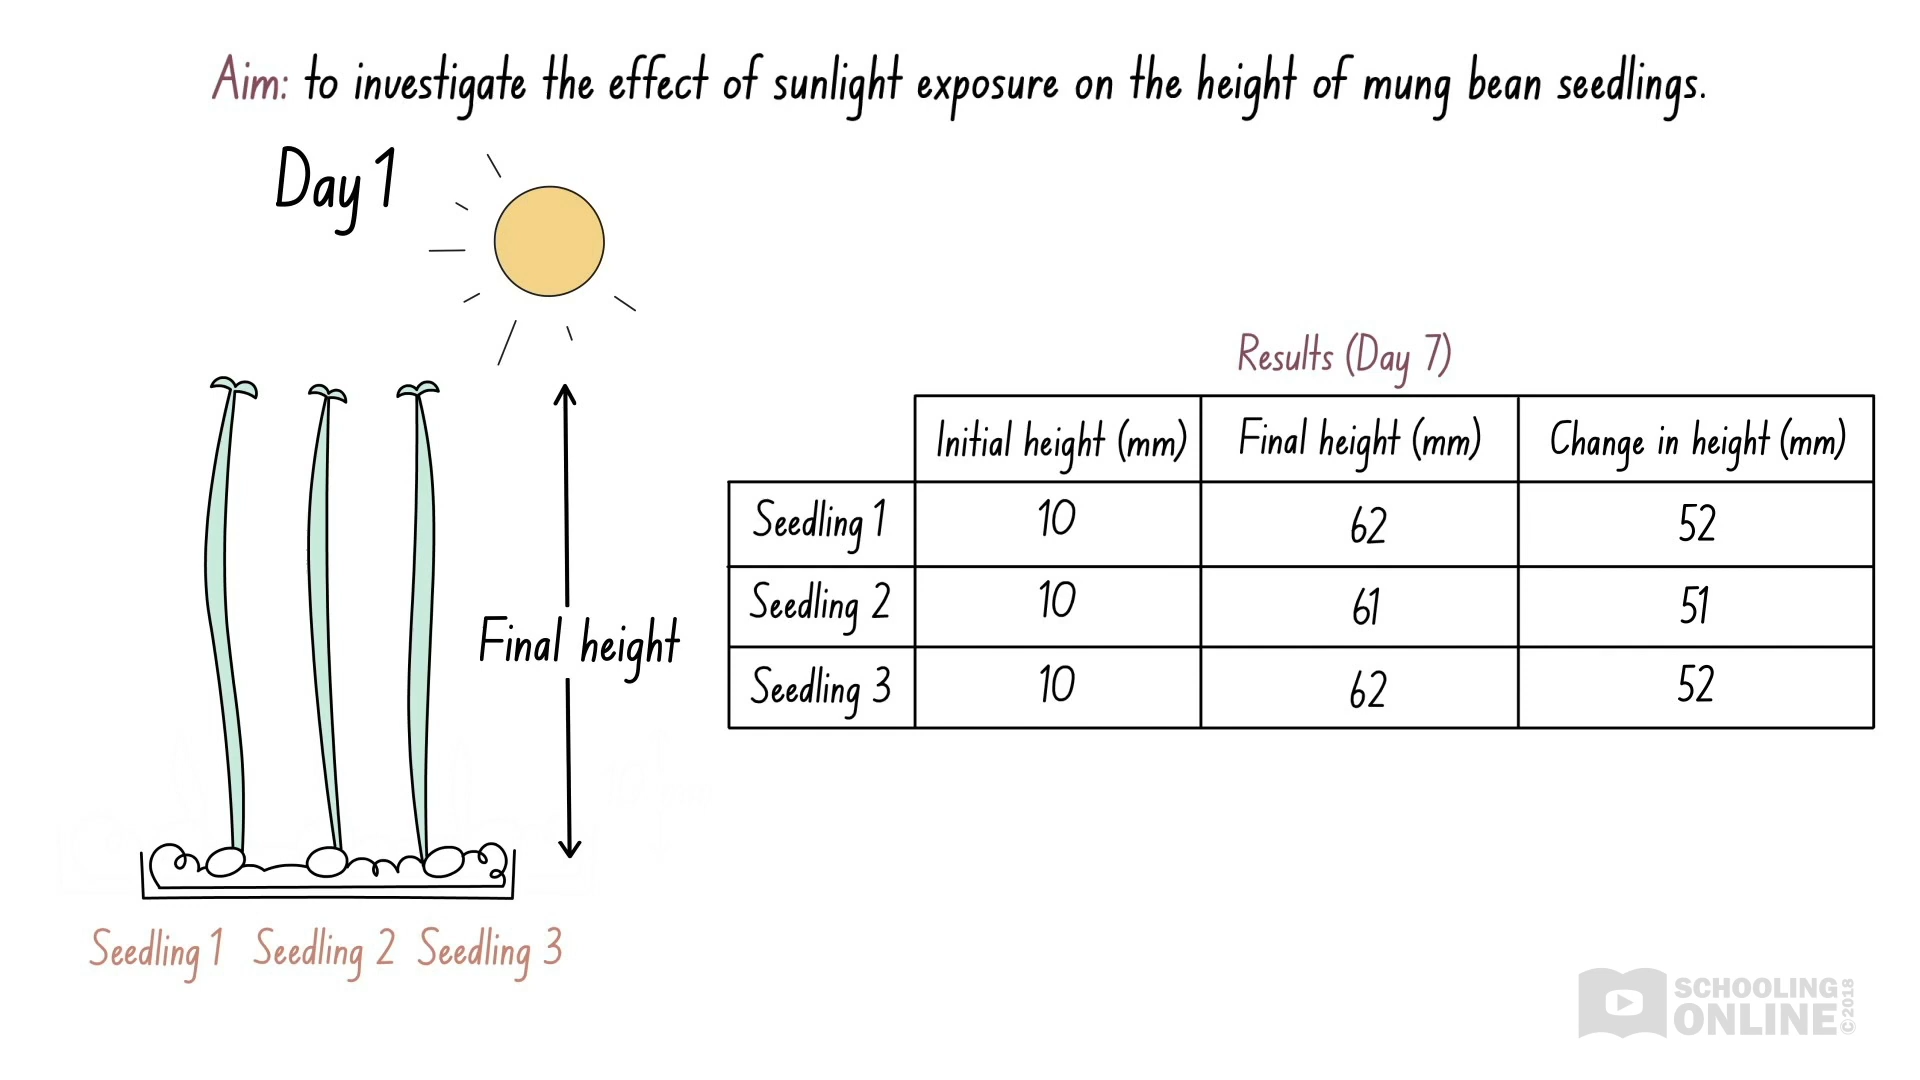 Aim: to investigate the effect of sunlight exposure on the height of mung bean seedlings.
Day 1
Final height
Seedling 1 Seedling 2 Seedling 3
Results (Day 7)
Initial height (mm) Final height (mm) Change in height (mm)
Seedling 1 10 62 52
Seedling 2 10 61 51
Seedling 3 10 62 52
SCHOOLING
ONLINE
©2018